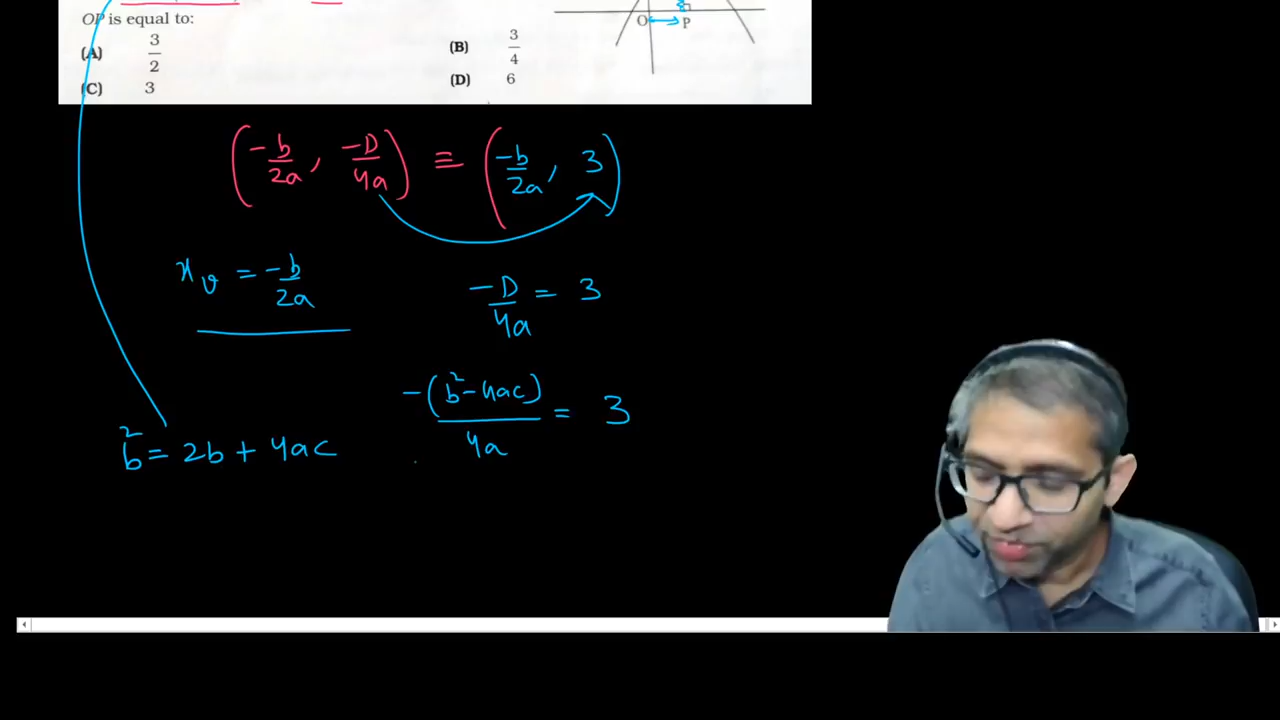 OP is equal to:
(A) 3/2 (B) 3/4
(C) 3 (D) 6
O P
(-b/2a, -D/4a) ≡ (-b/2a, 3)
x_v = -b/2a
-D/4a = 3
-(b²-4ac)/4a = 3
b² = 2b + 4ac